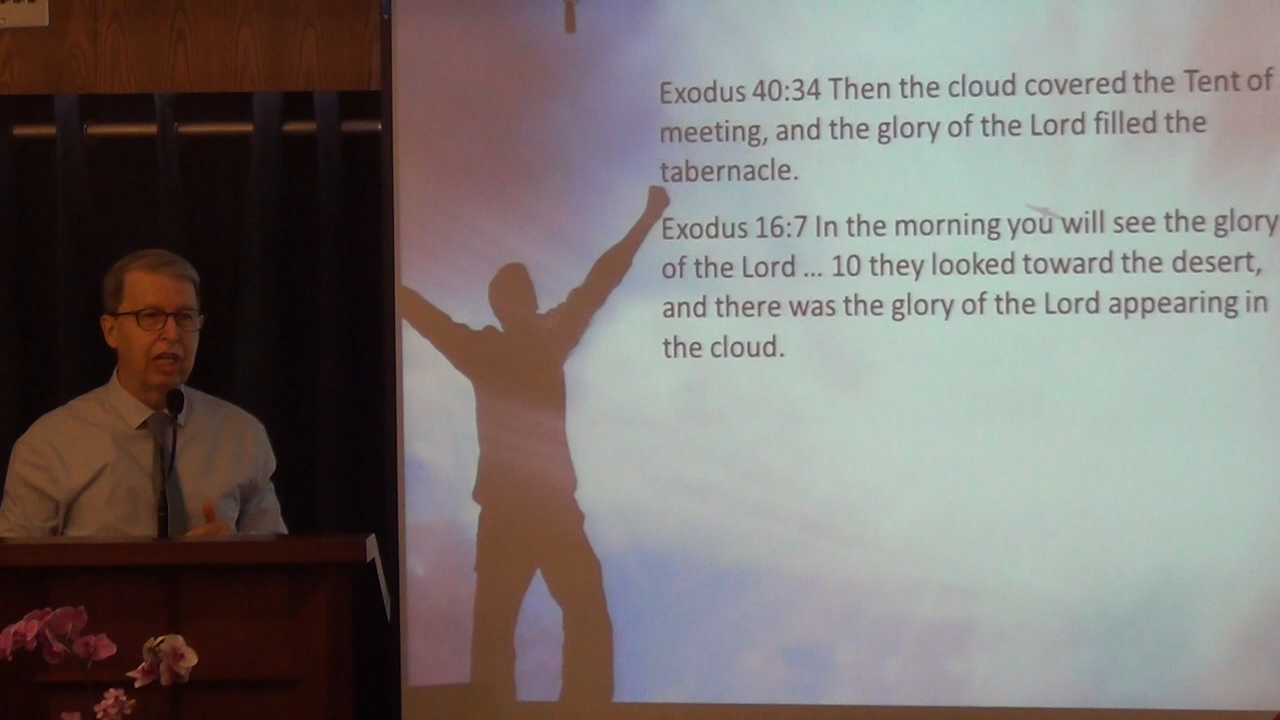 Exodus 40:34 Then the cloud covered the Tent of
meeting, and the glory of the Lord filled the
tabernacle.
Exodus 16:7 In the morning you will see the glory
of the Lord ... 10 they looked toward the desert,
and there was the glory of the Lord appearing in
the cloud.